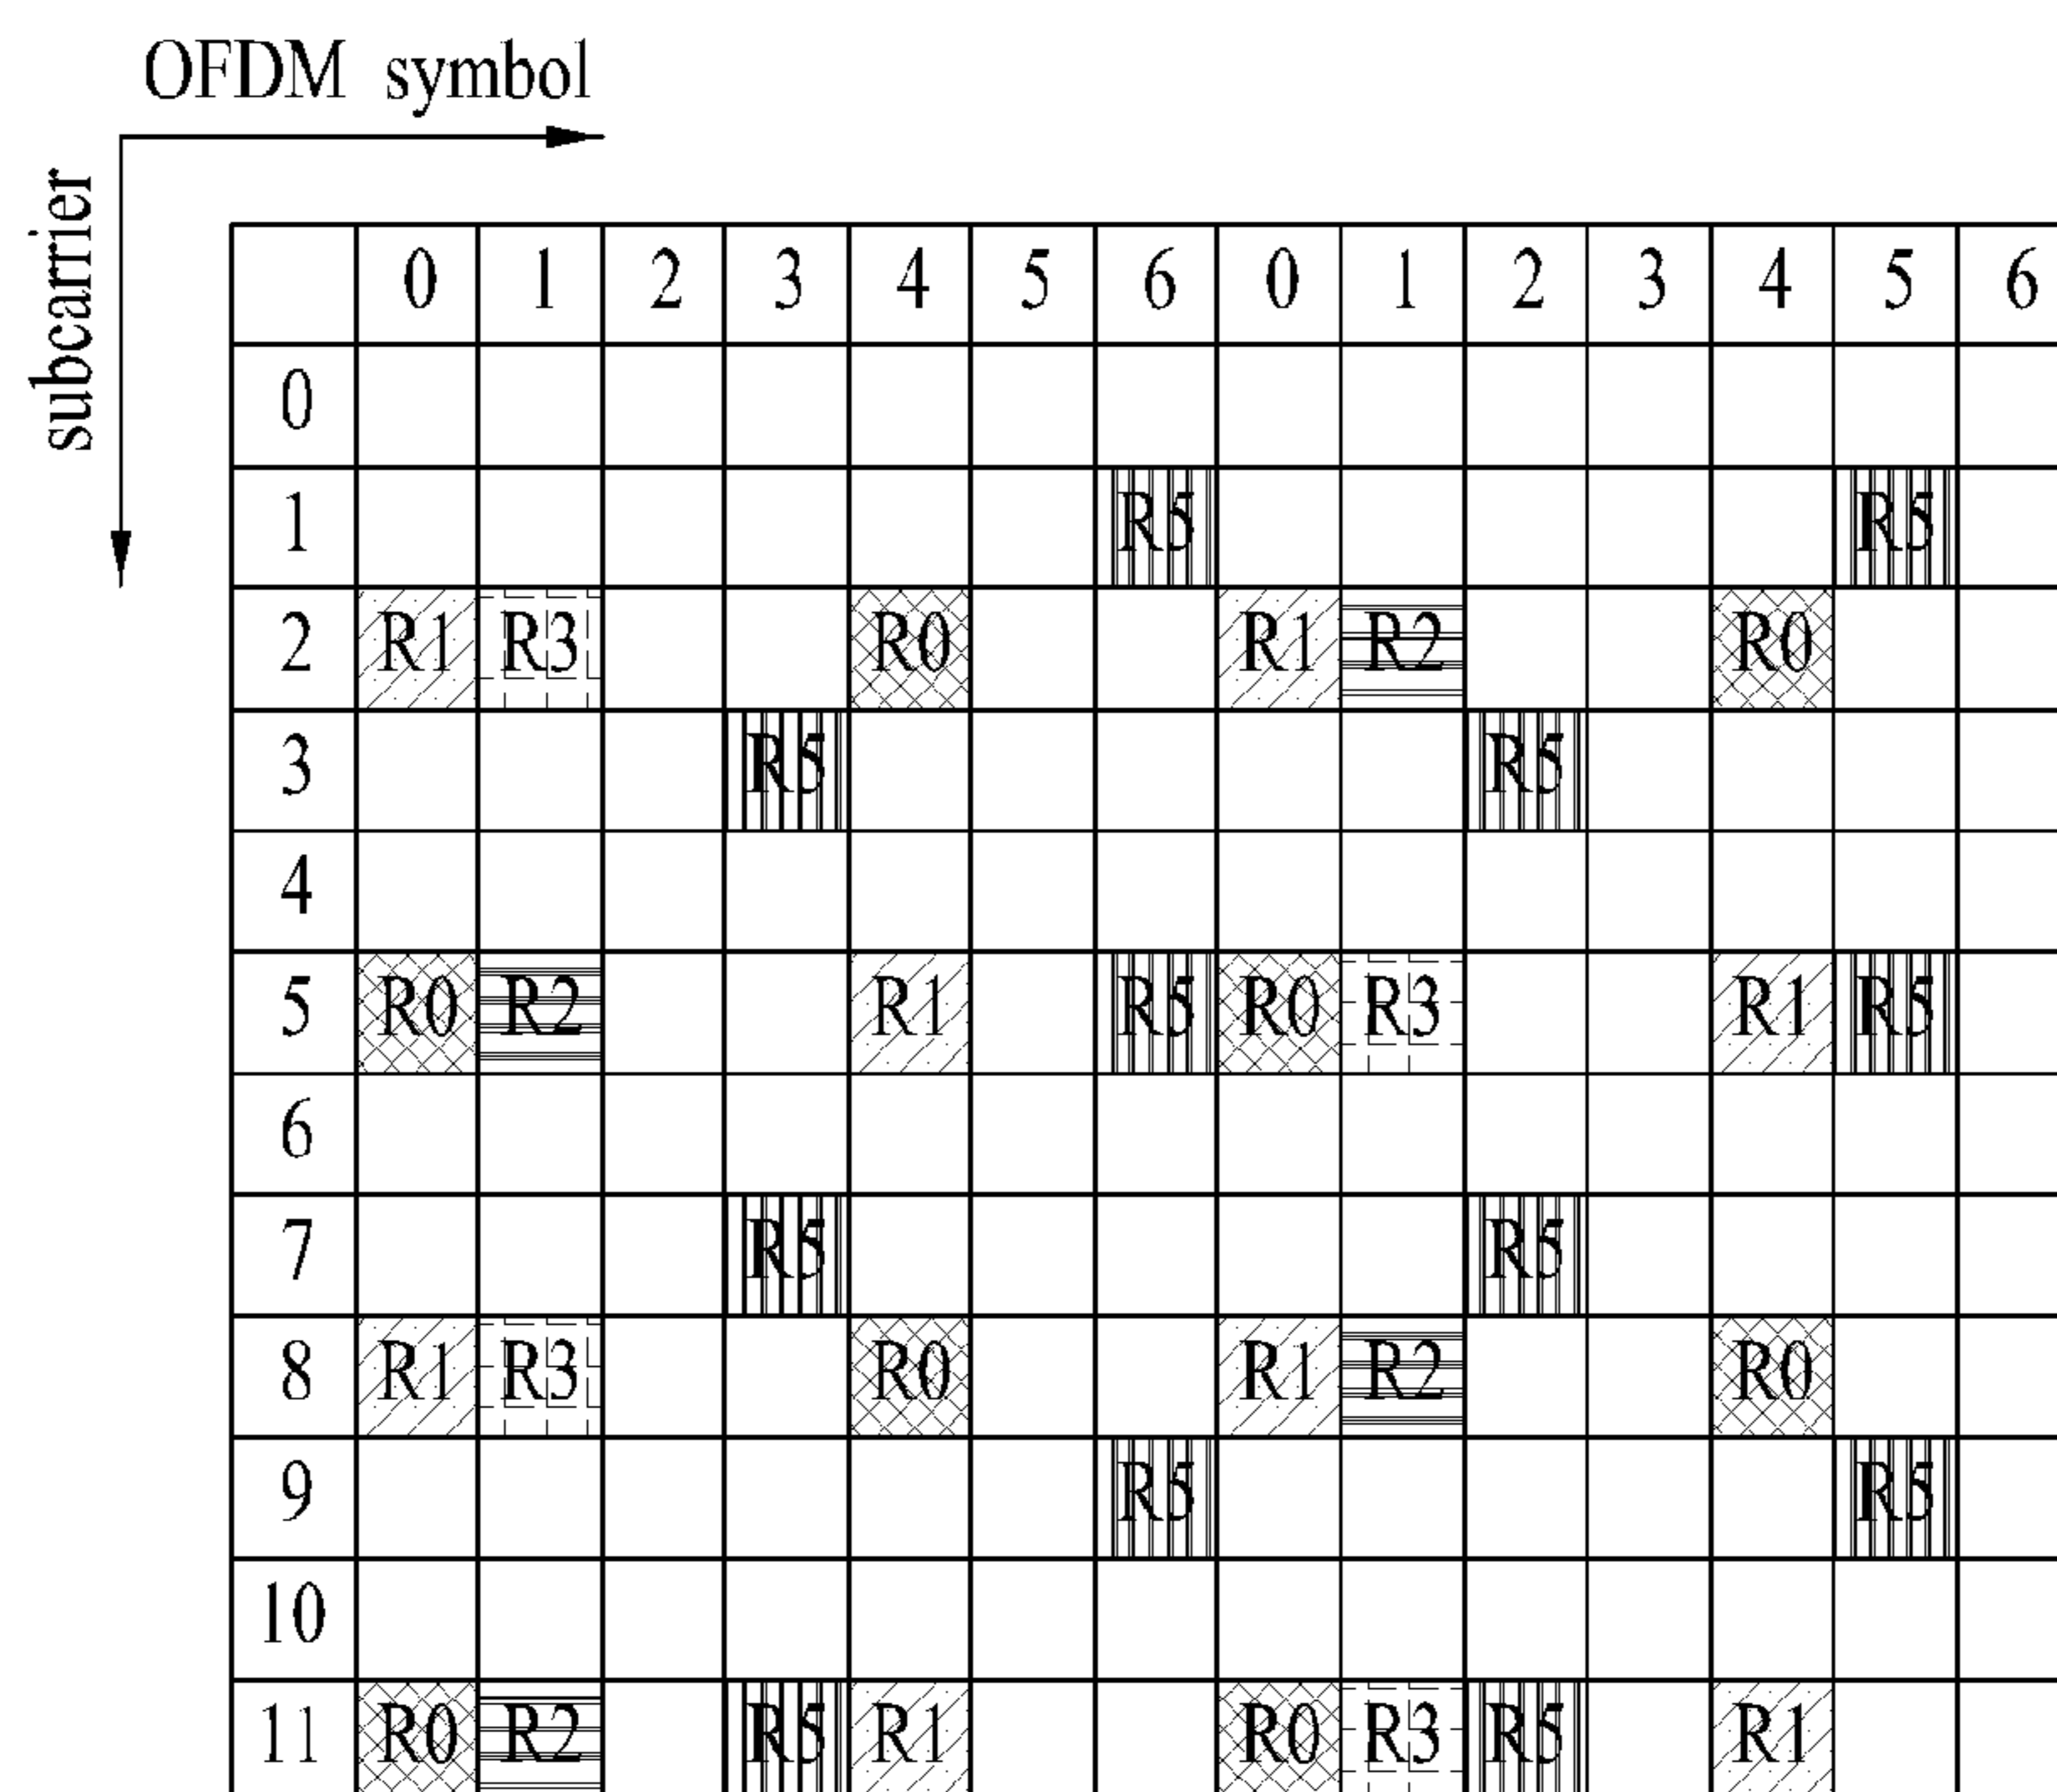 OFDM symbol
subcarrier
0 1 2 3 4 5 6 0 1 2 3 4 5 6
0
1 R5 R5
2 R1 R3 R0 R1 R2 R0
3 R5 R5
4
5 R0 R2 R1 R5 R0 R3 R1 R5
6
7 R5 R5
8 R1 R3 R0 R1 R2 R0
9 R5 R5
10
11 R0 R2 R5 R1 R0 R3 R5 R1